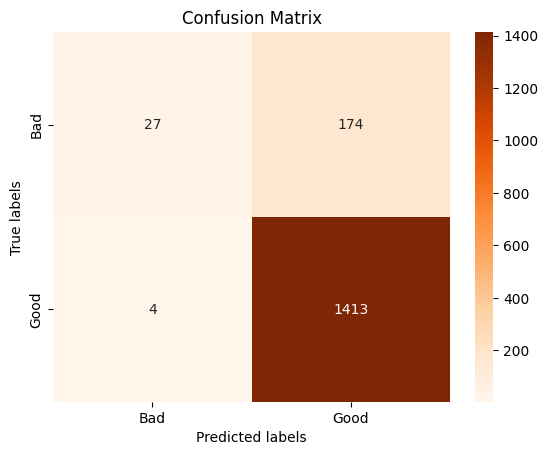 Confusion Matrix
True labels
Bad
Good
27
174
4
1413
Bad
Good
Predicted labels
1400
1200
1000
800
600
400
200